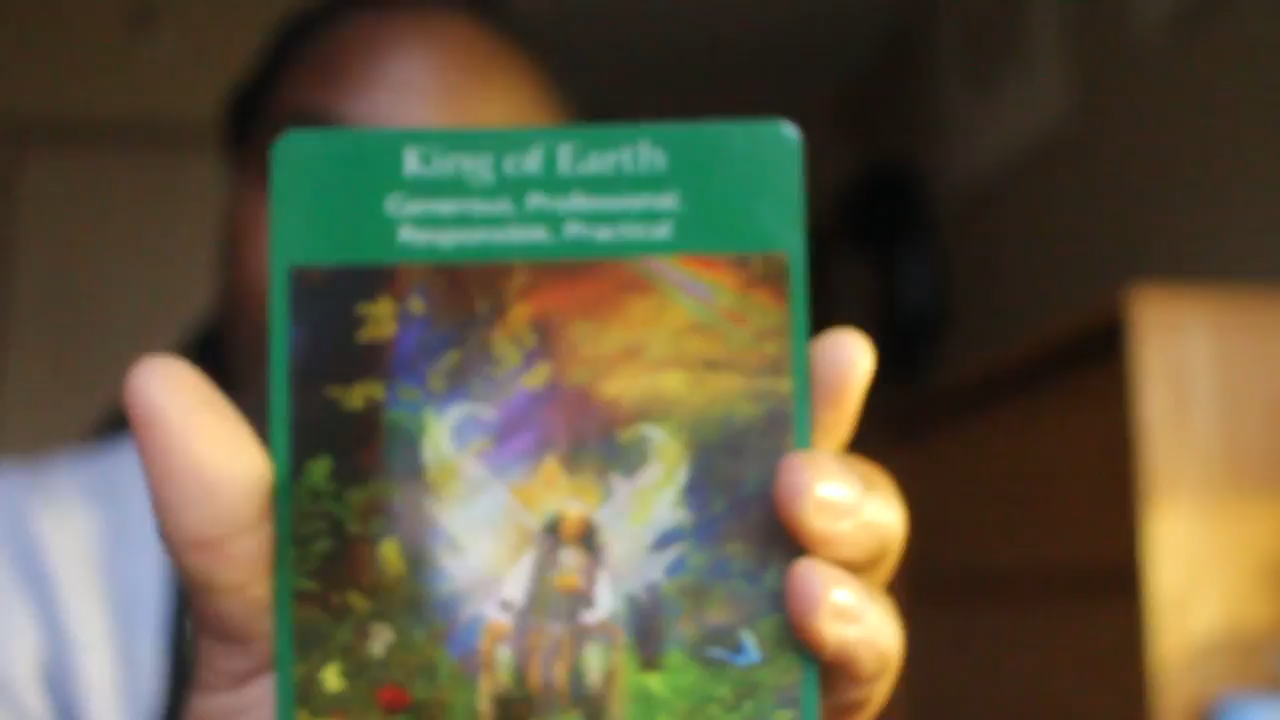 King of Earth
Generous, Professional,
Responsible, Practical